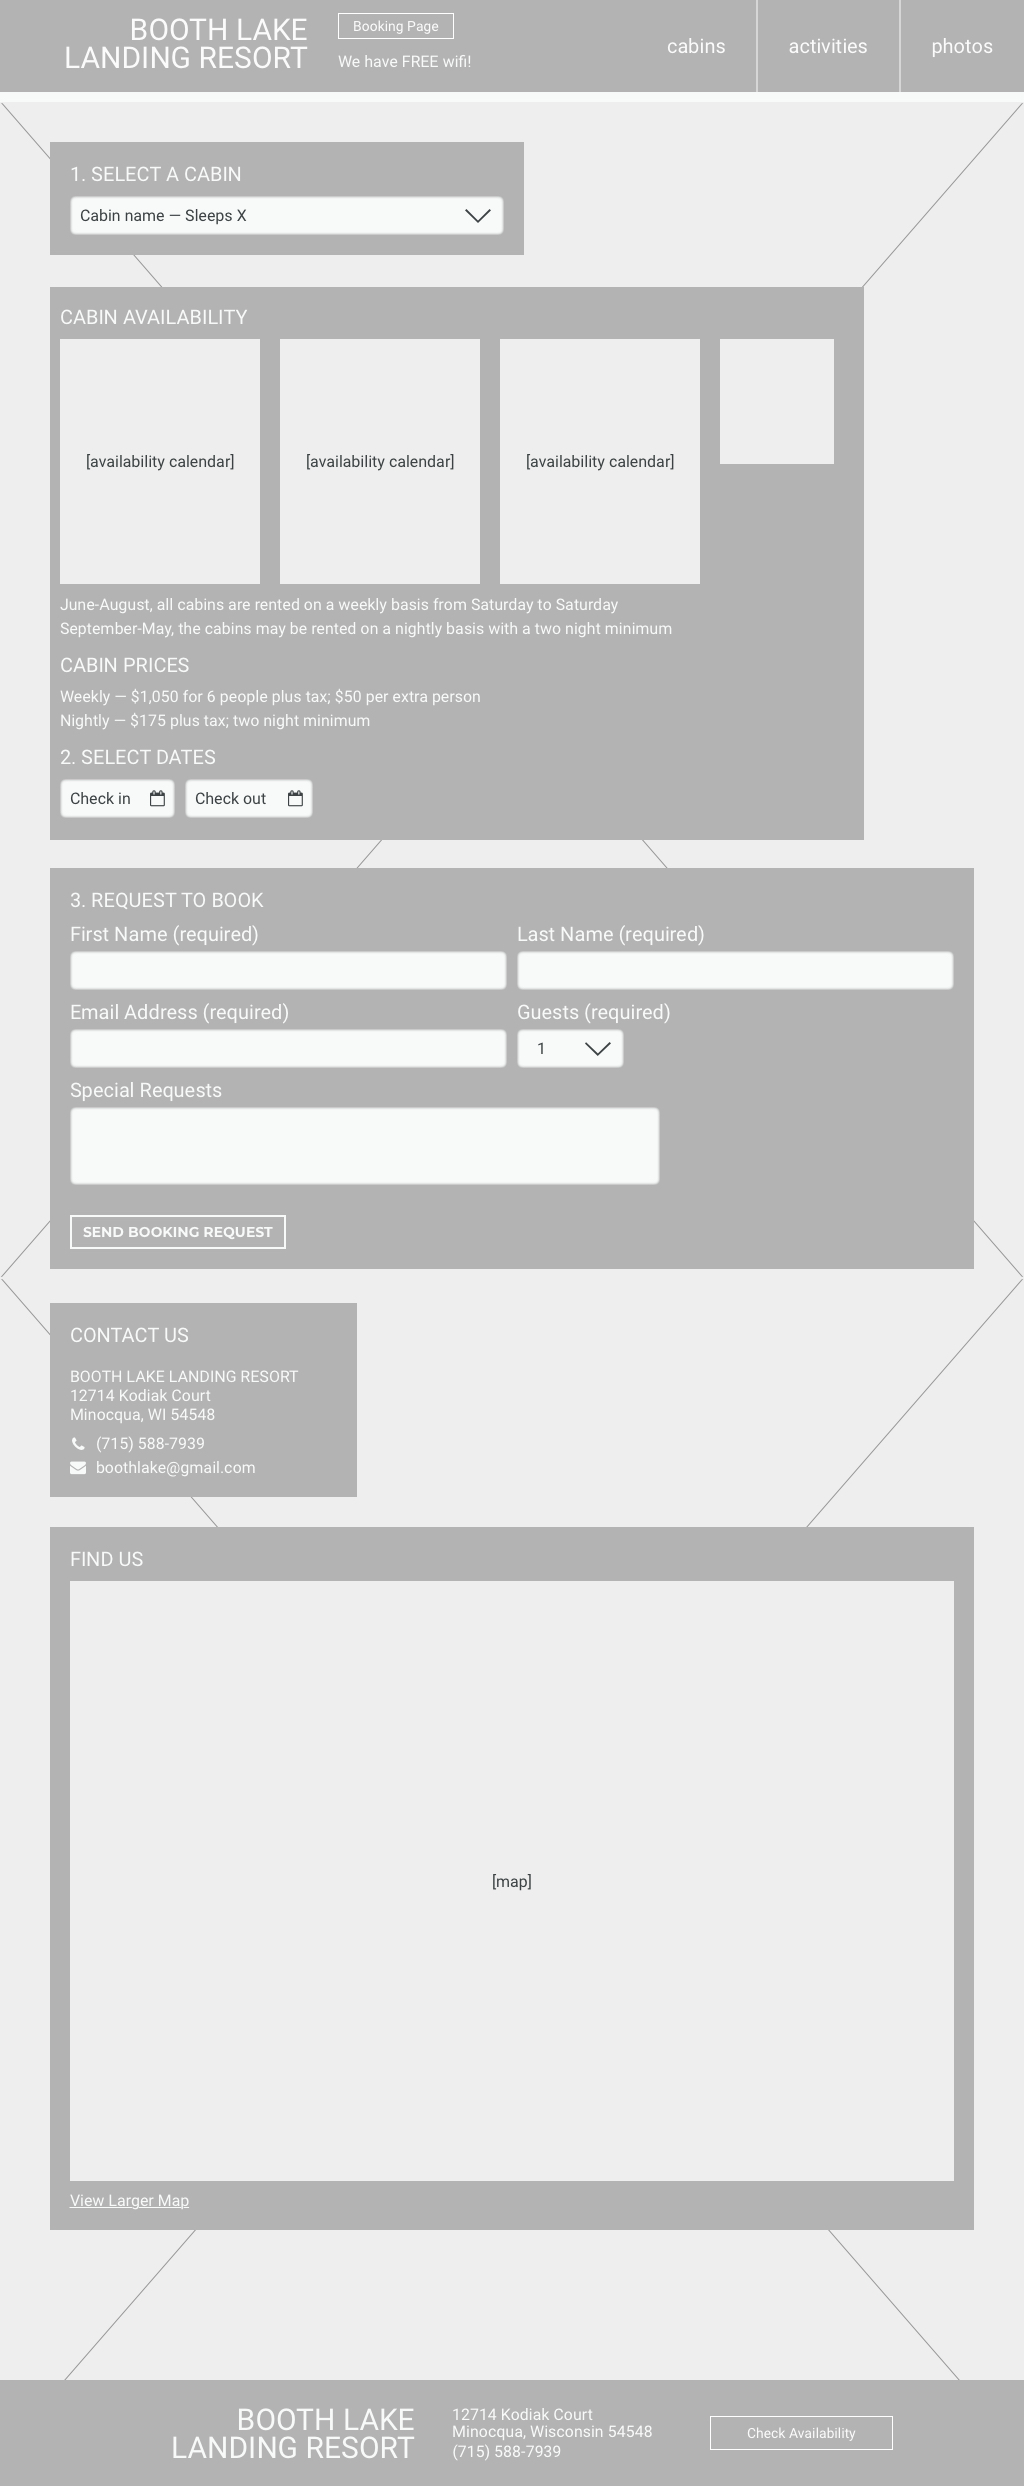 BOOTH LAKE
LANDING RESORT
Booking Page
We have FREE wifi!
cabins
activities
photos
1. SELECT A CABIN
Cabin name — Sleeps X
CABIN AVAILABILITY
[availability calendar]
[availability calendar]
[availability calendar]
June-August, all cabins are rented on a weekly basis from Saturday to Saturday
September-May, the cabins may be rented on a nightly basis with a two night minimum
CABIN PRICES
Weekly — $1,050 for 6 people plus tax; $50 per extra person
Nightly — $175 plus tax; two night minimum
2. SELECT DATES
Check in
Check out
3. REQUEST TO BOOK
First Name (required)
Last Name (required)
Email Address (required)
Guests (required)
1
Special Requests
SEND BOOKING REQUEST
CONTACT US
BOOTH LAKE LANDING RESORT
12714 Kodiak Court
Minocqua, WI 54548
(715) 588-7939
boothlake@gmail.com
FIND US
[map]
View Larger Map
BOOTH LAKE
LANDING RESORT
12714 Kodiak Court
Minocqua, Wisconsin 54548
(715) 588-7939
Check Availability